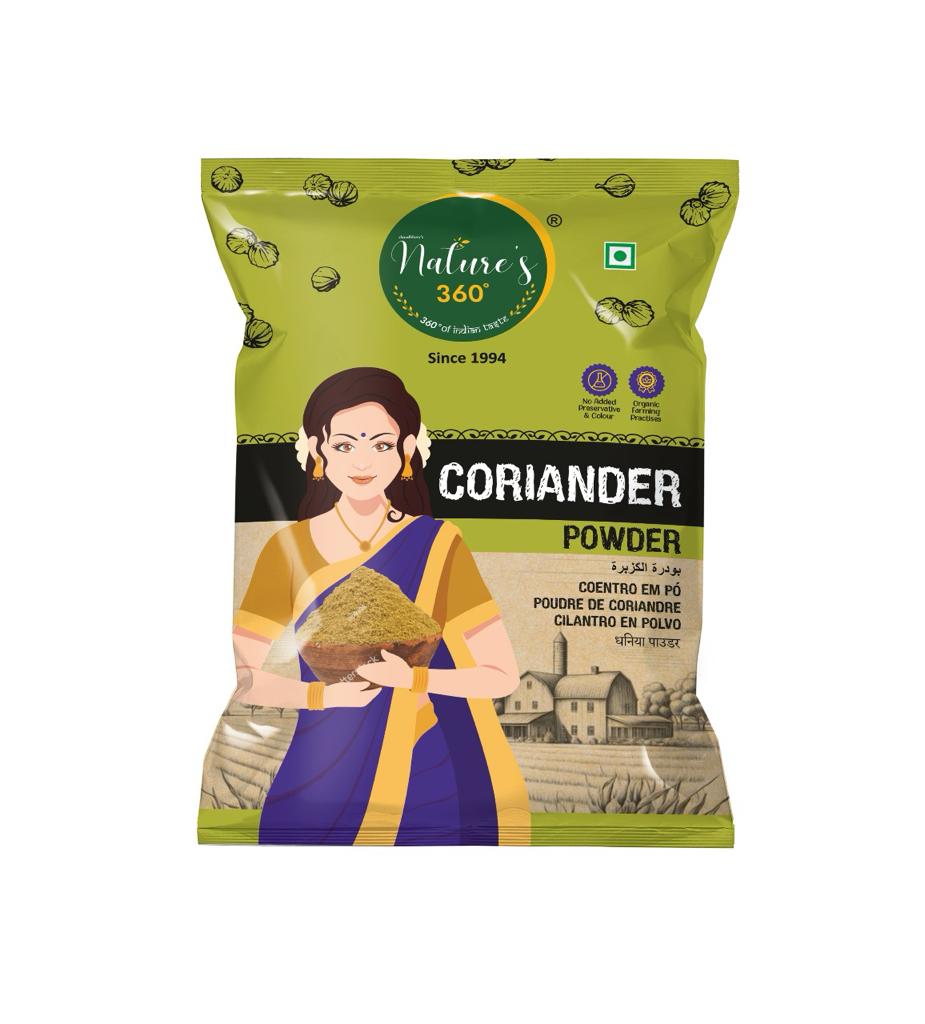 Nature's
®
360°
360° of indian taste
Since 1994
No Added
Preservative
& Colour
Organic
Farming
Practises
CORIANDER
POWDER
بودرة الكزبرة
COENTRO EM PÓ
POUDRE DE CORIANDRE
CILANTRO EN POLVO
धनिया पाउडर